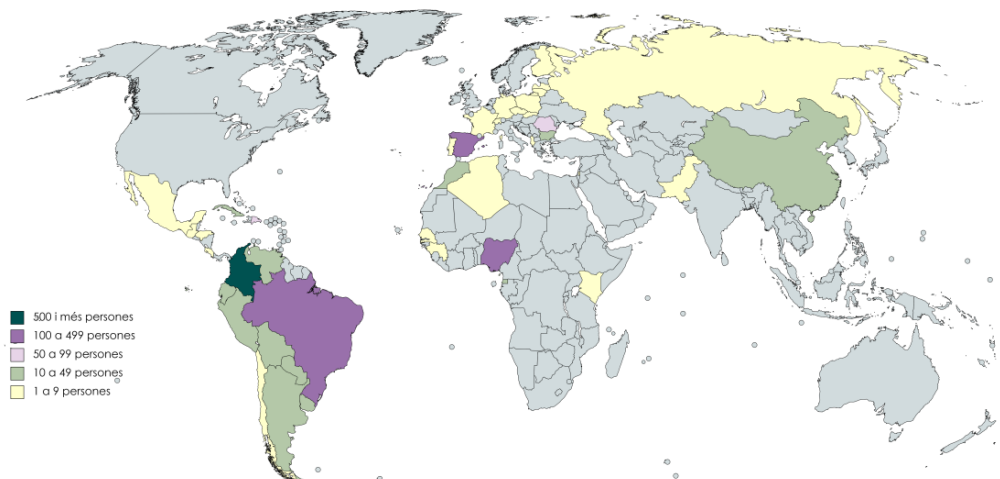 500 i més persones
100 a 499 persones
50 a 99 persones
10 a 49 persones
1 a 9 persones